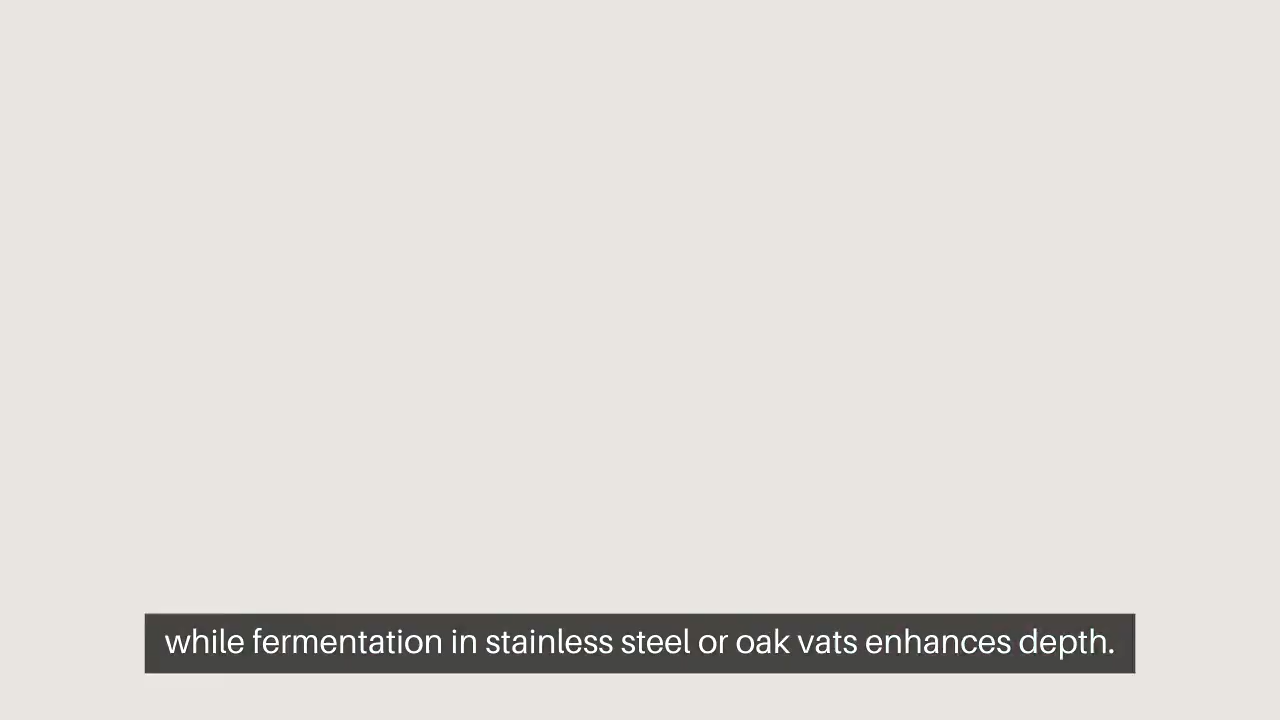 while fermentation in stainless steel or oak vats enhances depth.